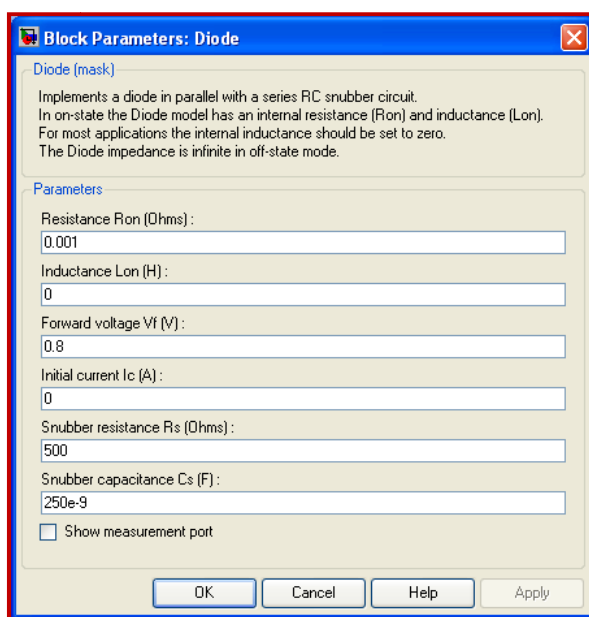 Block Parameters: Diode
Diode (mask)
Implements a diode in parallel with a series RC snubber circuit.
In on-state the Diode model has an internal resistance (Ron) and inductance (Lon).
For most applications the internal inductance should be set to zero.
The Diode impedance is infinite in off-state mode.
Parameters
Resistance Ron (Ohms) :
0.001
Inductance Lon (H) :
0
Forward voltage Vf (V) :
0.8
Initial current Ic (A) :
0
Snubber resistance Rs (Ohms) :
500
Snubber capacitance Cs (F) :
250e-9
Show measurement port
OK Cancel Help Apply